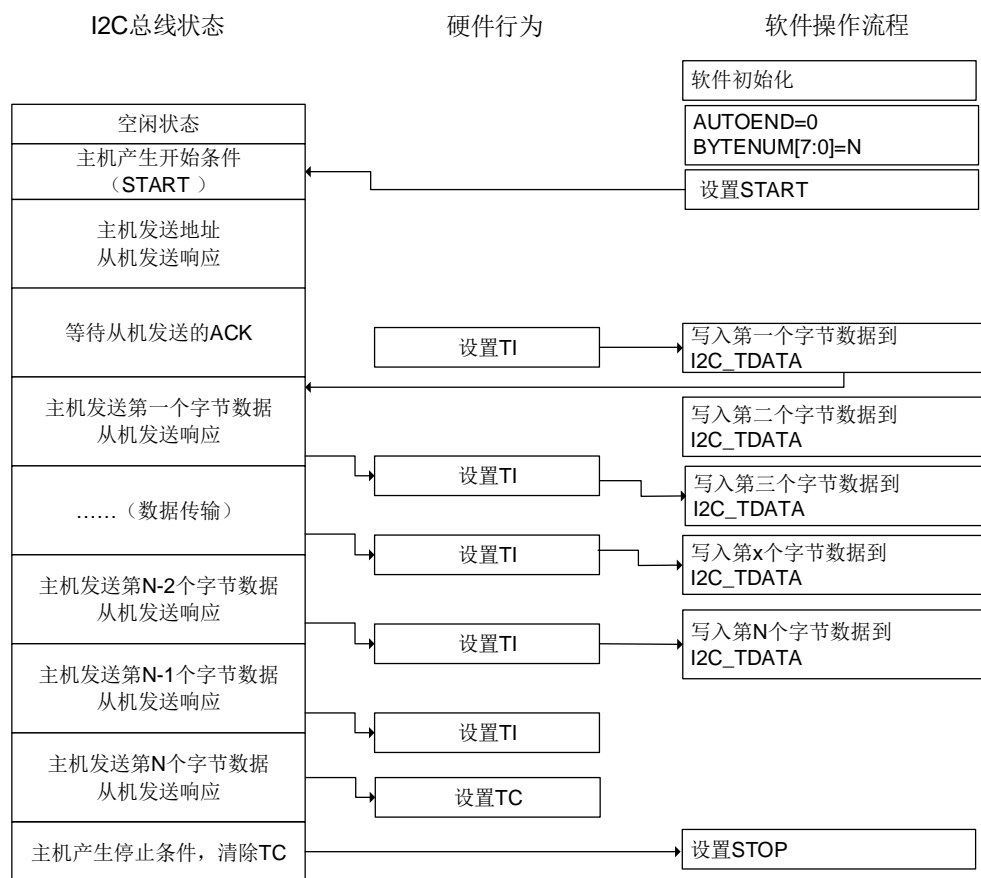 I2C总线状态
硬件行为
软件操作流程
软件初始化
空闲状态
AUTOEND=0
BYTENUM[7:0]=N
主机产生开始条件
（START ）
设置START
主机发送地址
从机发送响应
等待从机发送的ACK
设置TI
写入第一个字节数据到
I2C_TDATA
主机发送第一个字节数据
从机发送响应
写入第二个字节数据到
I2C_TDATA
设置TI
写入第三个字节数据到
I2C_TDATA
……（数据传输）
设置TI
写入第x个字节数据到
I2C_TDATA
主机发送第N-2个字节数据
从机发送响应
设置TI
写入第N个字节数据到
I2C_TDATA
主机发送第N-1个字节数据
从机发送响应
设置TI
主机发送第N个字节数据
从机发送响应
设置TC
主机产生停止条件，清除TC
设置STOP